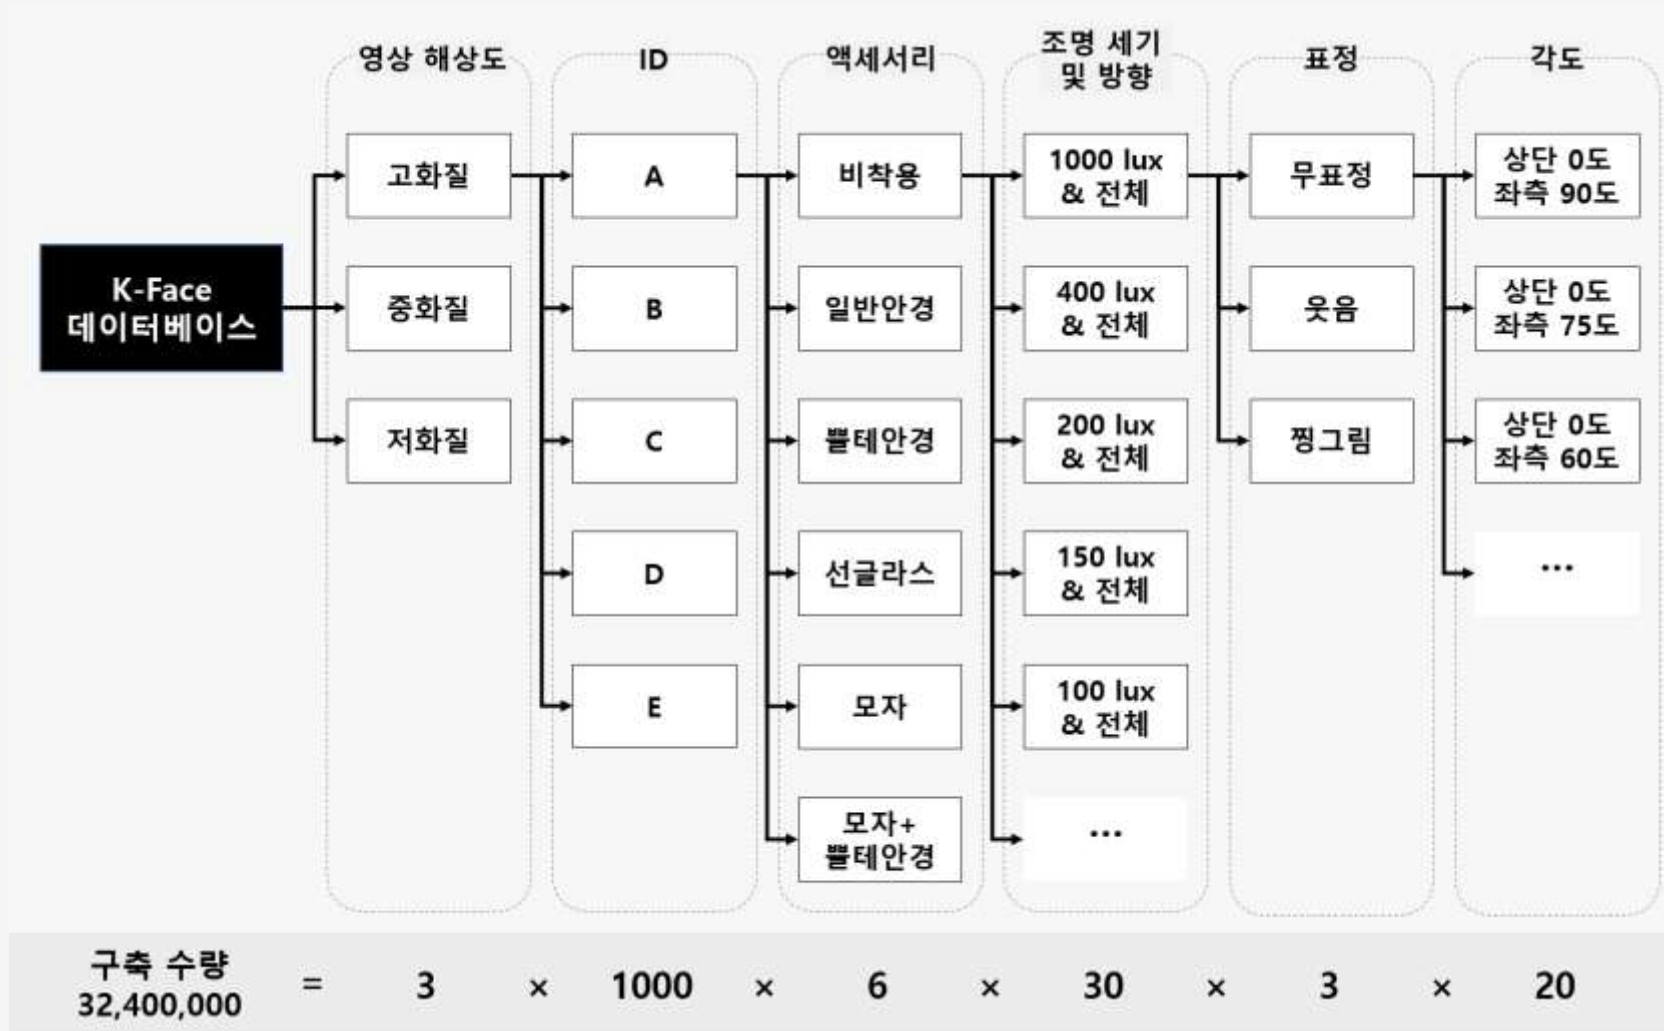 영상 해상도
ID
액세서리
조명 세기
및 방향
표정
각도
K-Face
데이터베이스
고화질
중화질
저화질
A
B
C
D
E
비착용
일반안경
뿔테안경
선글라스
모자
모자+
뿔테안경
1000 lux
& 전체
400 lux
& 전체
200 lux
& 전체
150 lux
& 전체
100 lux
& 전체
...
무표정
웃음
찡그림
상단 0도
좌측 90도
상단 0도
좌측 75도
상단 0도
좌측 60도
...
구축 수량
32,400,000
= 3 × 1000 × 6 × 30 × 3 × 20